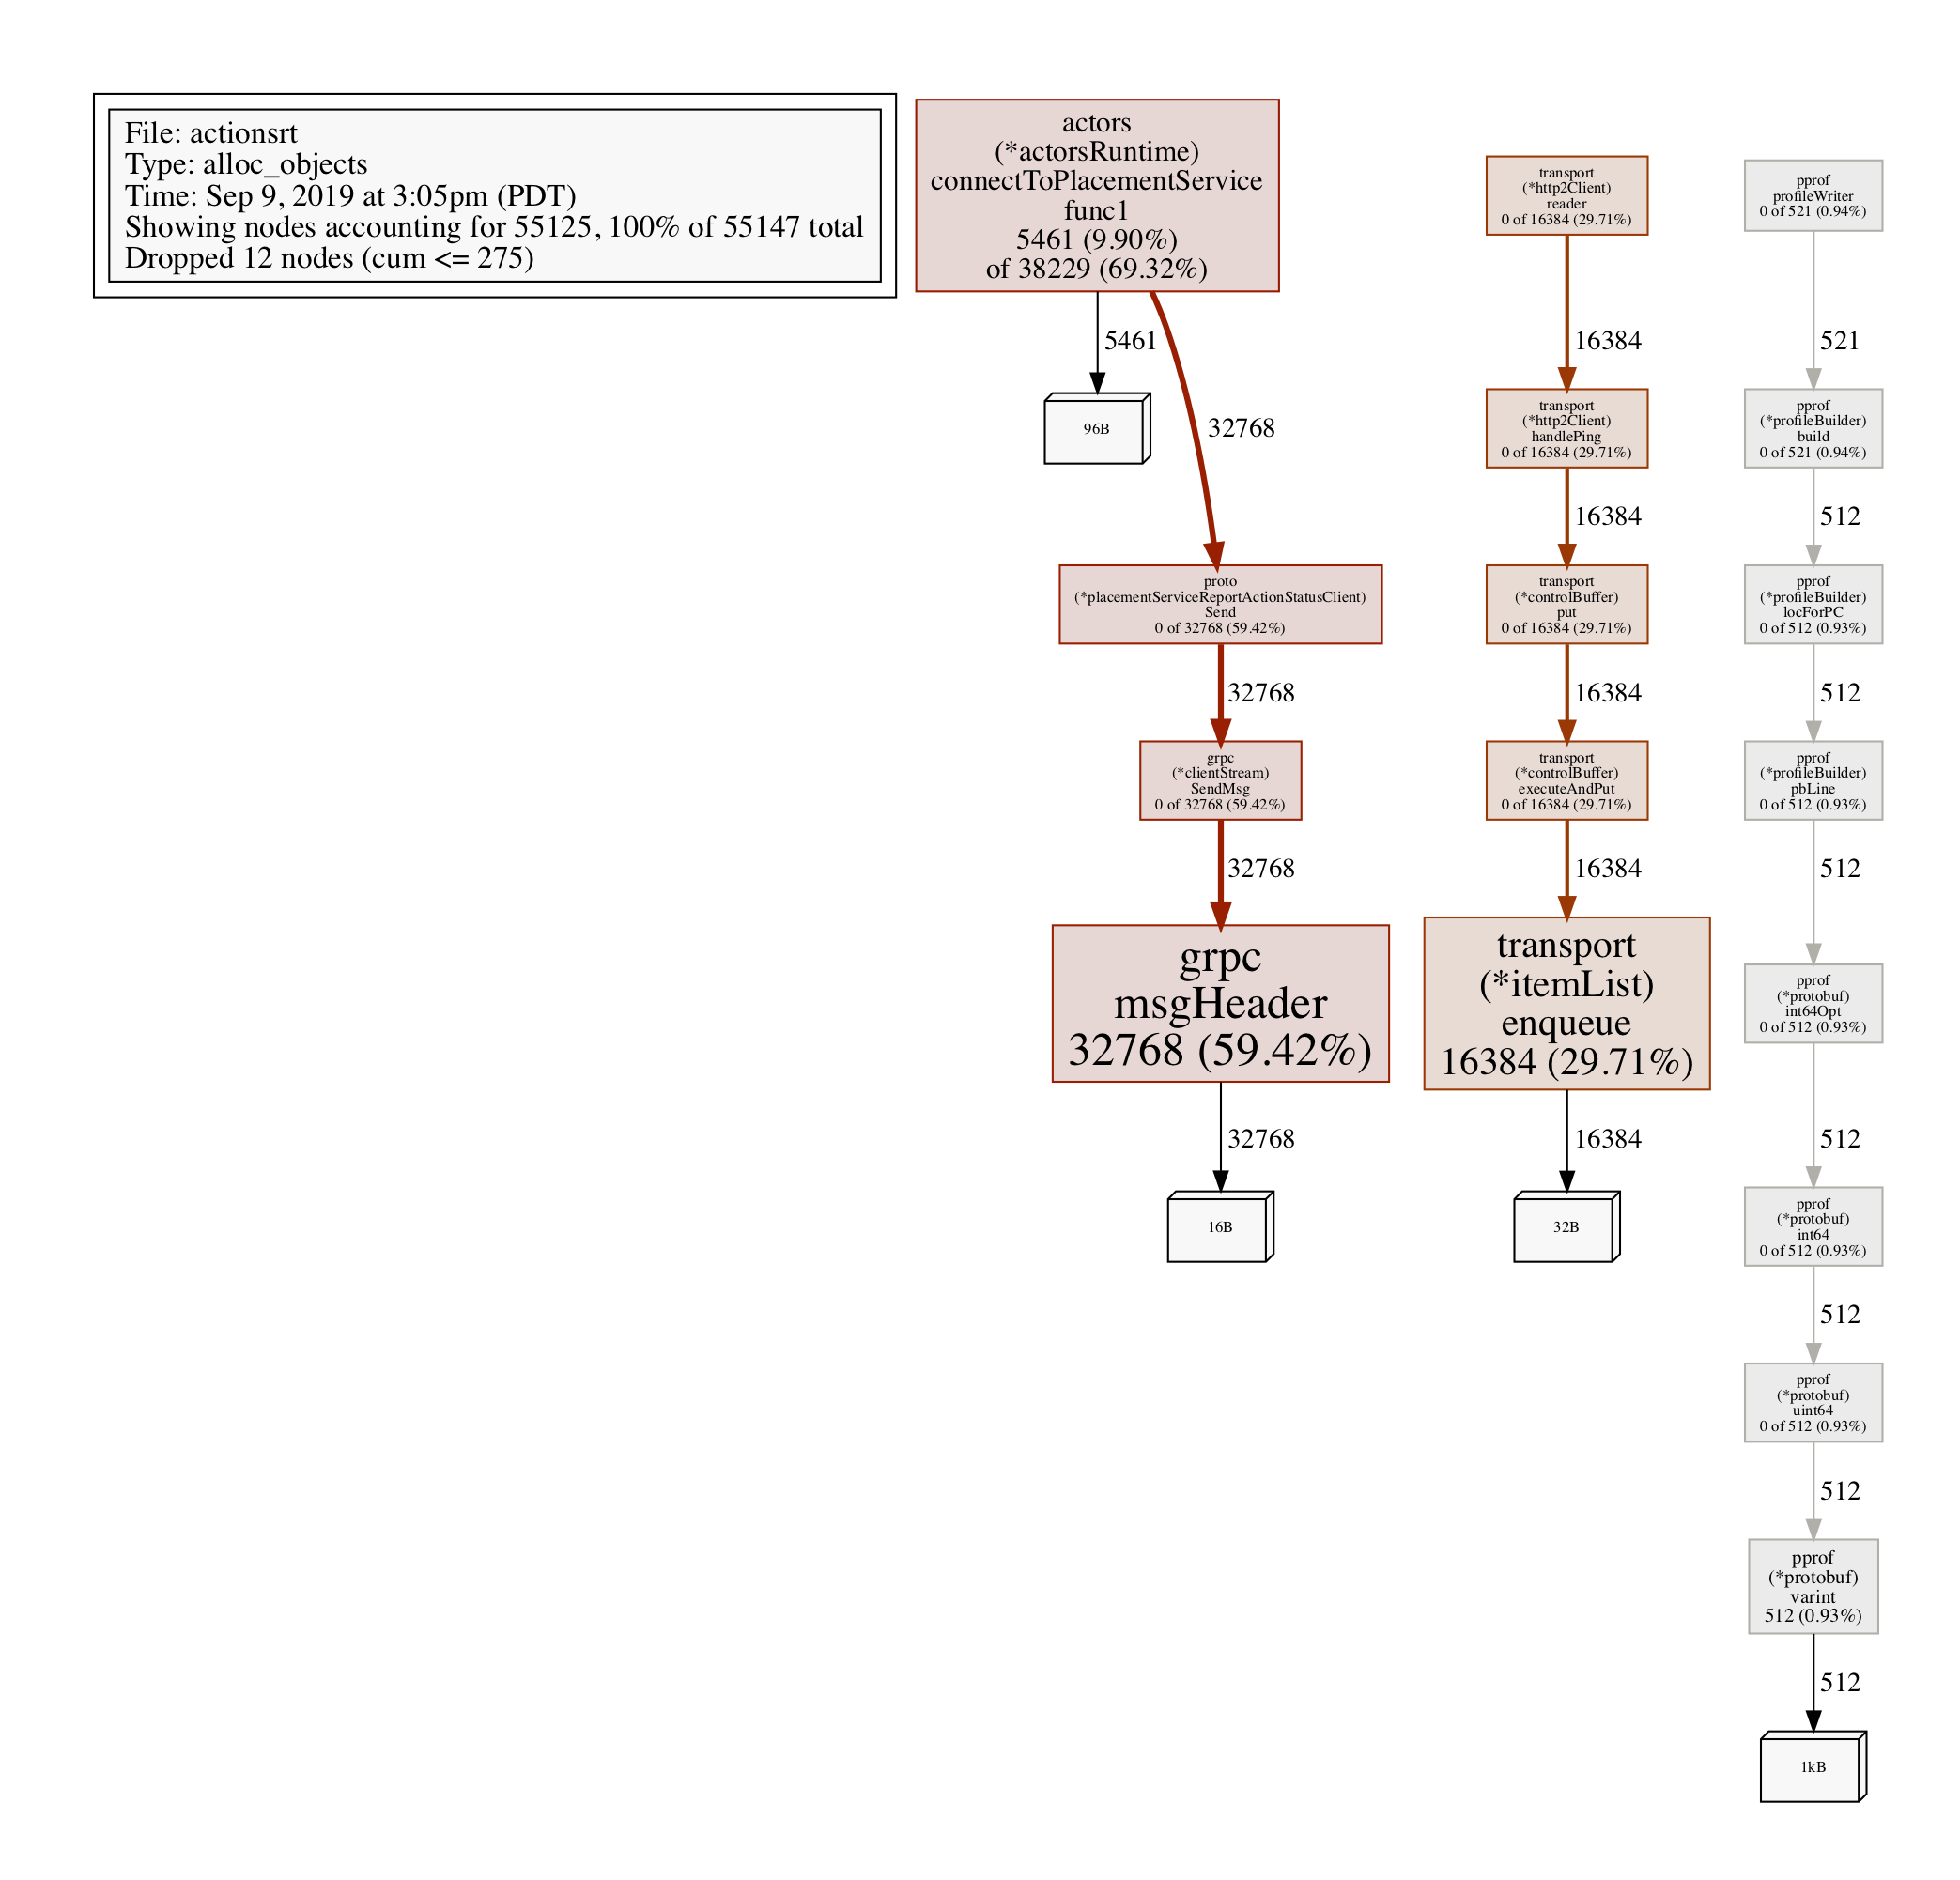 File: actionsrt
Type: alloc_objects
Time: Sep 9, 2019 at 3:05pm (PDT)
Showing nodes accounting for 55125, 100% of 55147 total
Dropped 12 nodes (cum <= 275)
actors
(*actorsRuntime)
connectToPlacementService
func1
5461 (9.90%)
of 38229 (69.32%)
5461
96B
32768
proto
(*placementServiceReportActionStatusClient)
Send
0 of 32768 (59.42%)
32768
grpc
(*clientStream)
SendMsg
0 of 32768 (59.42%)
32768
grpc
msgHeader
32768 (59.42%)
32768
16B
transport
(*http2Client)
reader
0 of 16384 (29.71%)
16384
transport
(*http2Client)
handlePing
0 of 16384 (29.71%)
16384
transport
(*controlBuffer)
put
0 of 16384 (29.71%)
16384
transport
(*controlBuffer)
executeAndPut
0 of 16384 (29.71%)
16384
transport
(*itemList)
enqueue
16384 (29.71%)
16384
32B
pprof
profileWriter
0 of 521 (0.94%)
521
pprof
(*profileBuilder)
build
0 of 521 (0.94%)
512
pprof
(*profileBuilder)
locForPC
0 of 512 (0.93%)
512
pprof
(*profileBuilder)
pbLine
0 of 512 (0.93%)
512
pprof
(*protobuf)
int64Opt
0 of 512 (0.93%)
512
pprof
(*protobuf)
int64
0 of 512 (0.93%)
512
pprof
(*protobuf)
uint64
0 of 512 (0.93%)
512
pprof
(*protobuf)
varint
512 (0.93%)
512
1kB